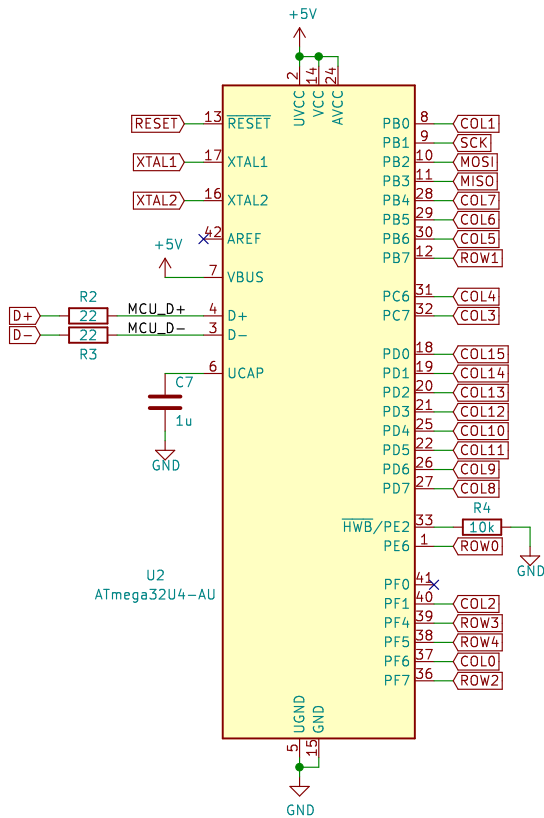 +5V
2 14 24
UVCC VCC AVCC
RESET 13 RESET
XTAL1 17 XTAL1
XTAL2 16 XTAL2
42 AREF
+5V
7 VBUS
R2
D+ 22 MCU_D+ 4 D+
D- 22 MCU_D- 3 D-
R3
6 UCAP
C7
1u
GND
U2
ATmega32U4-AU
PB0 8 COL1
PB1 9 SCK
PB2 10 MOSI
PB3 11 MISO
PB4 28 COL7
PB5 29 COL6
PB6 30 COL5
PB7 12 ROW1
PC6 31 COL4
PC7 32 COL3
PD0 18 COL15
PD1 19 COL14
PD2 20 COL13
PD3 21 COL12
PD4 25 COL10
PD5 22 COL11
PD6 26 COL9
PD7 27 COL8
R4
HWB/PE2 33 10k
PE6 1 ROW0
GND
PF0 41
PF1 40 COL2
PF4 39 ROW3
PF5 38 ROW4
PF6 37 COL0
PF7 36 ROW2
UGND GND
5 15
GND